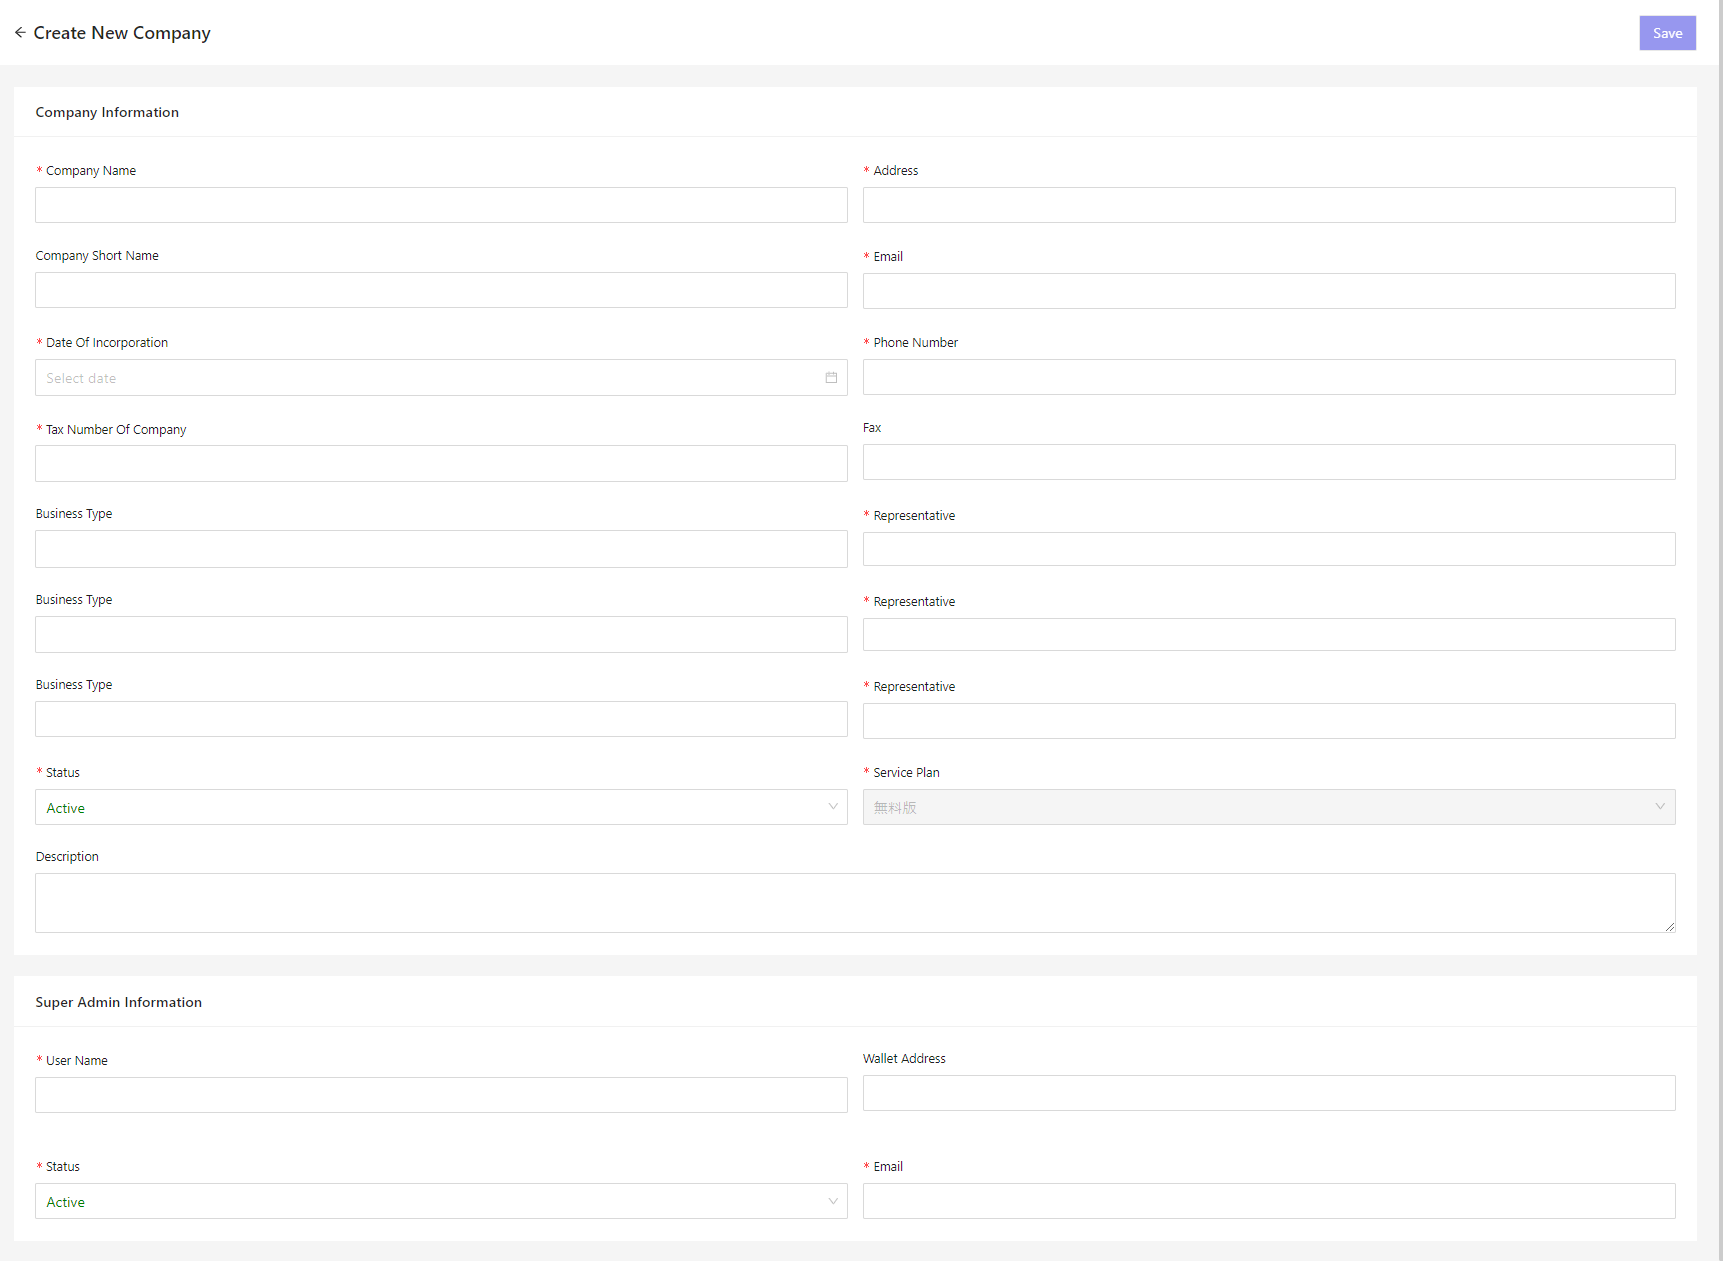 Create New Company
Save
Company Information
* Company Name
* Address
Company Short Name
* Email
* Date Of Incorporation
* Phone Number
Select date
* Tax Number Of Company
Fax
Business Type
* Representative
Business Type
* Representative
Business Type
* Representative
* Status
* Service Plan
Active
無料版
Description
Super Admin Information
* User Name
Wallet Address
* Status
* Email
Active